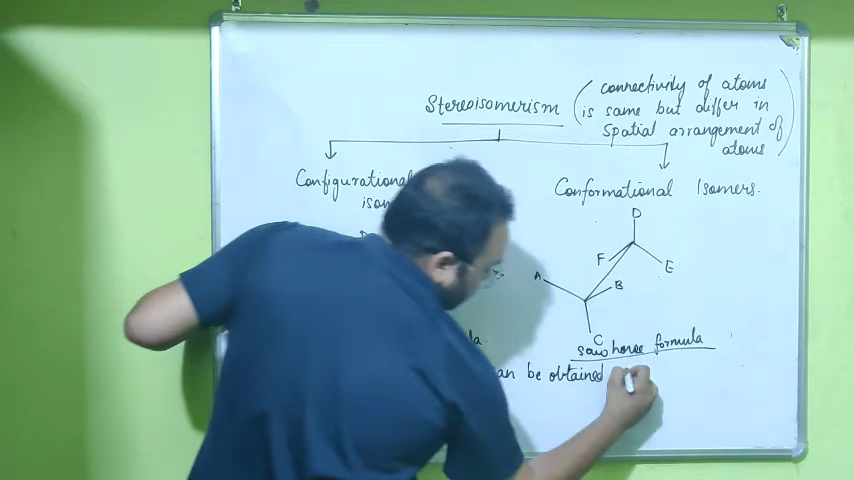 Stereoisomerism
(connectivity of atoms
is same but differ in
Spatial arrangement of
atoms)
Configurational
Conformational Isomers.
D
F
E
A
B
C
sawhorse formula
can be obtained